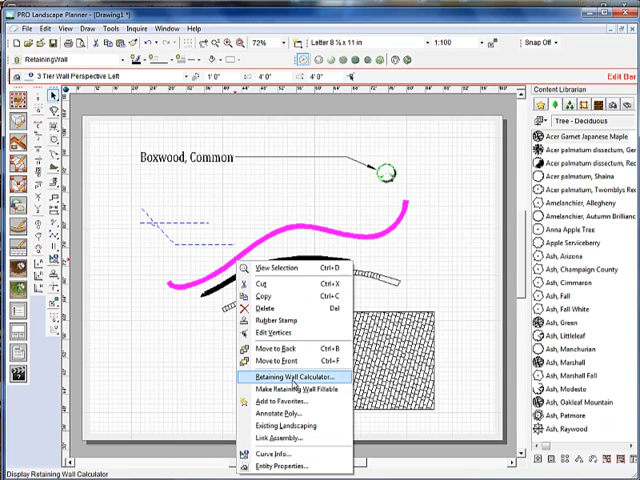 PRO Landscape Planner - [Drawing1 *]
File Edit View Insert Format Draw Tools Inquire Window Help
72% Letter 8 ½ x 11 in 1:100 Snap Off
RetainingWall
3 Tier Wall Perspective Left 1' 0" 4' 0" 4' 0" Edit Bar
Content Librarian
Tree - Deciduous
Acer Garnet Japanese Maple
Acer palmatum dissectum, Gar
Acer palmatum dissectum, Rec
Acer palmatum, Shaina
Acer palmatum, Twomblys Rec
Amelanchier, Allegheny
Amelanchier, Autumn Brilliance
Anna Apple Tree
Apple Serviceberry
Ash, Arizona
Ash, Champaign County
Ash, Cimmaron
Ash, Fall
Ash, Fall West
Ash, Green
Ash, Littleleaf
Ash, Manchurian
Ash, Marshall
Ash, Marshall Fall
Ash, Modesto
Ash, Oakleaf Mountain
Ash, Patmore
Ash, Raywood
Boxwood, Common
View Selection Ctrl+D
Cut Ctrl+X
Copy Ctrl+C
Delete Del
Rubber Stamp
Edit Vertices
Move to Back Ctrl+B
Move to Front Ctrl+F
Retaining Wall Calculator...
Make Retaining Wall Fillable
Add to Favorites...
Annotate Poly...
Existing Landscaping
Link Assembly...
Curve Info...
Entity Properties...
Display Retaining Wall Calculator